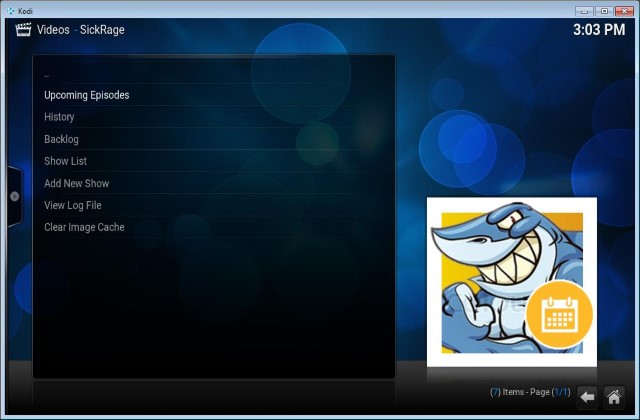 Kodi
Videos - SickRage
3:03 PM
..
Upcoming Episodes
History
Backlog
Show List
Add New Show
View Log File
Clear Image Cache
(7) Items - Page (1/1)